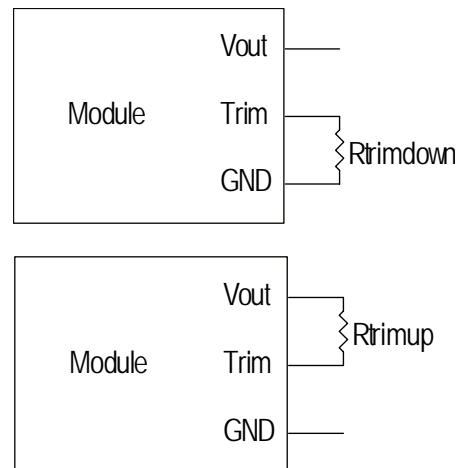 Vout
Module
Trim
Rtrimdown
GND
Vout
Rtrimup
Module
Trim
GND